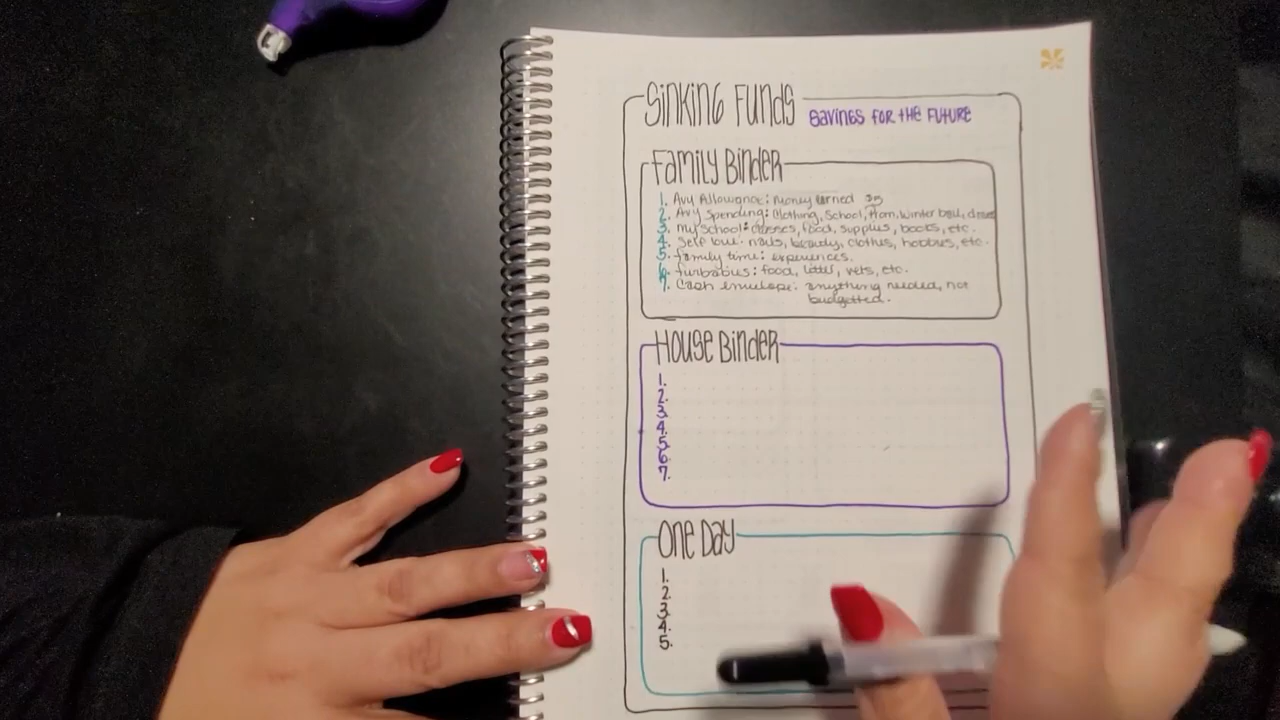 Sinking Funds
Savings for the Future
Family Binder
1. Avy Allowance: money earned
2. Avy Spending: Clothing, School, Prom, Winter ball,
3. My School: classes, food, supplies, books, etc.
4. Self love: nails, beauty, clothes, hobbies, etc.
5. family time: experiences.
6. furbabies: food, litter, vets, etc.
7. Cash envelope: anything needed, not
budgetted.
House Binder
1.
2.
3.
4.
5.
6.
7.
One Day
1.
2.
3.
4.
5.